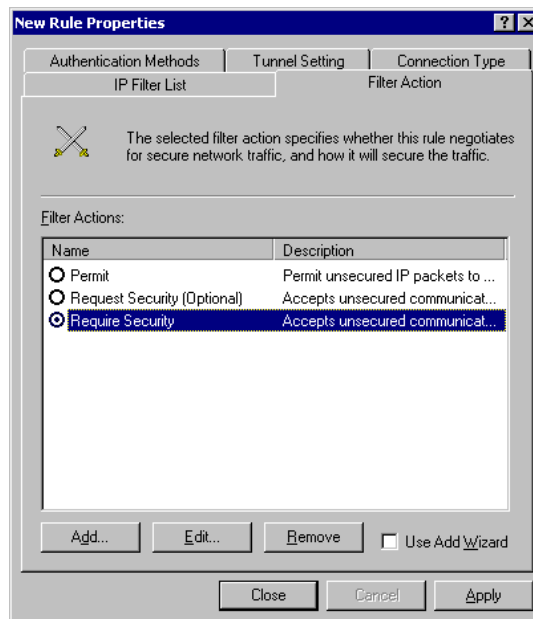 New Rule Properties
Authentication Methods Tunnel Setting Connection Type
IP Filter List Filter Action
The selected filter action specifies whether this rule negotiates
for secure network traffic, and how it will secure the traffic.
Filter Actions:
Name Description
Permit Permit unsecured IP packets to ...
Request Security (Optional) Accepts unsecured communicat...
Require Security Accepts unsecured communicat...
Add... Edit... Remove Use Add Wizard
Close Cancel Apply